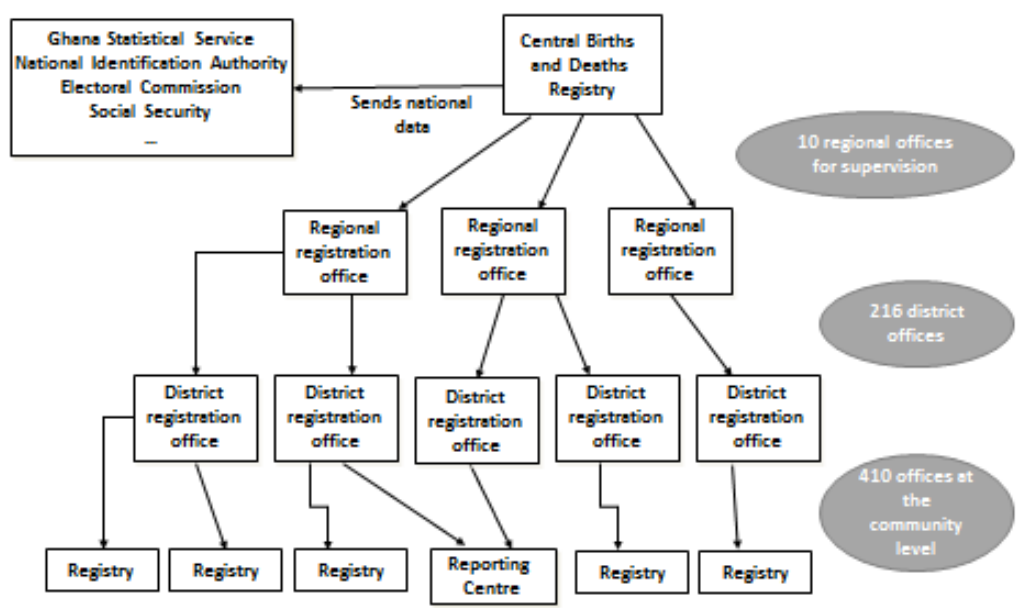 Ghana Statistical Service
National Identification Authority
Electoral Commission
Social Security
...
Central Births
and Deaths
Registry
Sends national
data
10 regional offices
for supervision
Regional
registration
office
Regional
registration
office
Regional
registration
office
216 district
offices
District
registration
office
District
registration
office
District
registration
office
District
registration
office
District
registration
office
410 offices at
the
community
level
Registry
Registry
Registry
Reporting
Centre
Registry
Registry